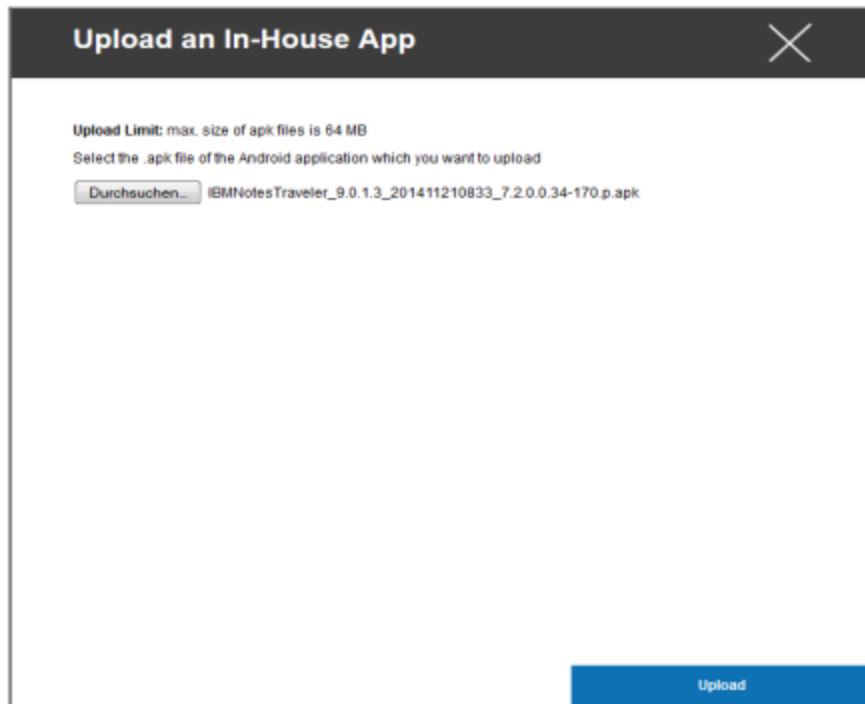 Upload an In-House App
Upload Limit: max. size of apk files is 64 MB
Select the .apk file of the Android application which you want to upload
Durchsuchen... IBMNotesTraveler_9.0.1.3_201411210833_7.2.0.0.34-170.p.apk
Upload